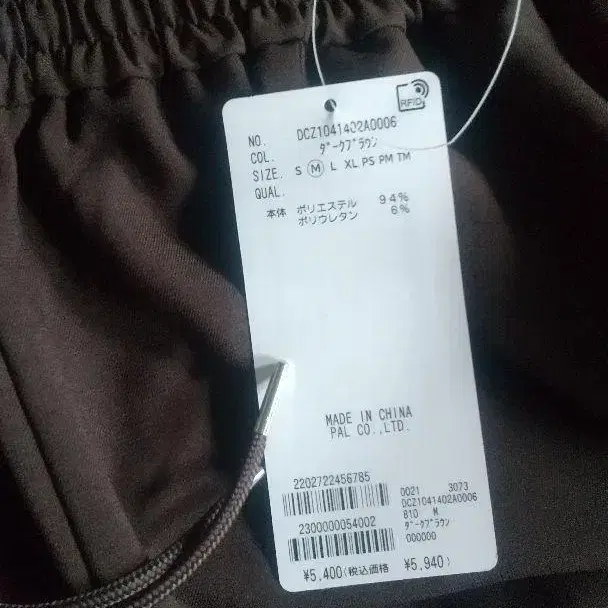 RFID
NO. DCZ1041402A0006
COL. ダークブラウン
SIZE. S M L XL PS PM TM
QUAL.
本体 ポリエステル 94%
ポリウレタン 6%
MADE IN CHINA
PAL CO.,LTD.
2202722456785
2300000054002
0021 3073
DCZ1041402A0006
810 M
ダークブラウン
000000
¥5,400(税込価格 ¥5,940)